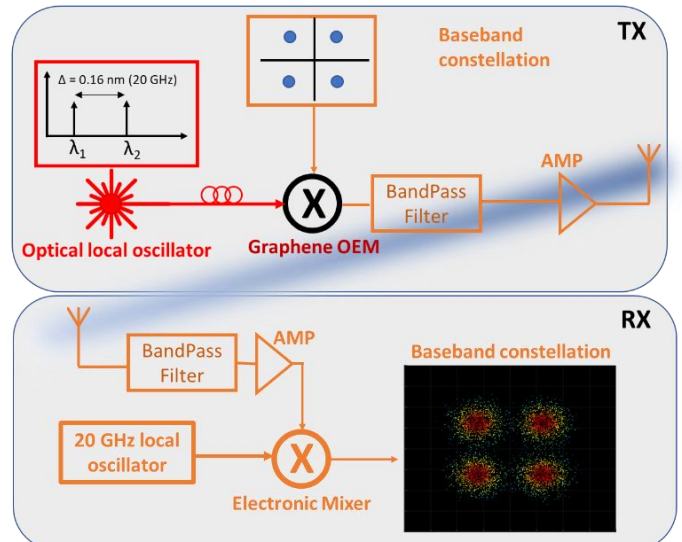 TX
Baseband
constellation
Δ = 0.16 nm (20 GHz)
λ1
λ2
Optical local oscillator
X
Graphene OEM
BandPass
Filter
AMP
RX
BandPass
Filter
AMP
20 GHz local
oscillator
X
Electronic Mixer
Baseband constellation